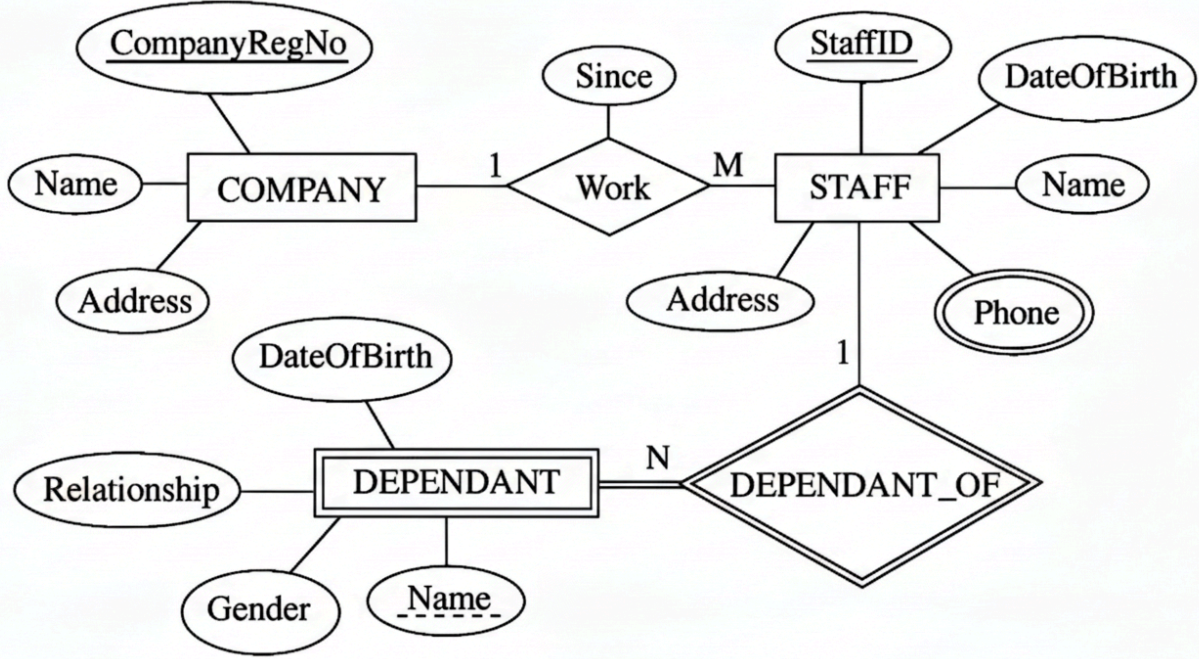 CompanyRegNo
StaffID
Since
DateOfBirth
Name
COMPANY
1
Work
M
STAFF
Name
Address
Address
Phone
1
DateOfBirth
N
Relationship
DEPENDANT
DEPENDANT_OF
Gender
Name